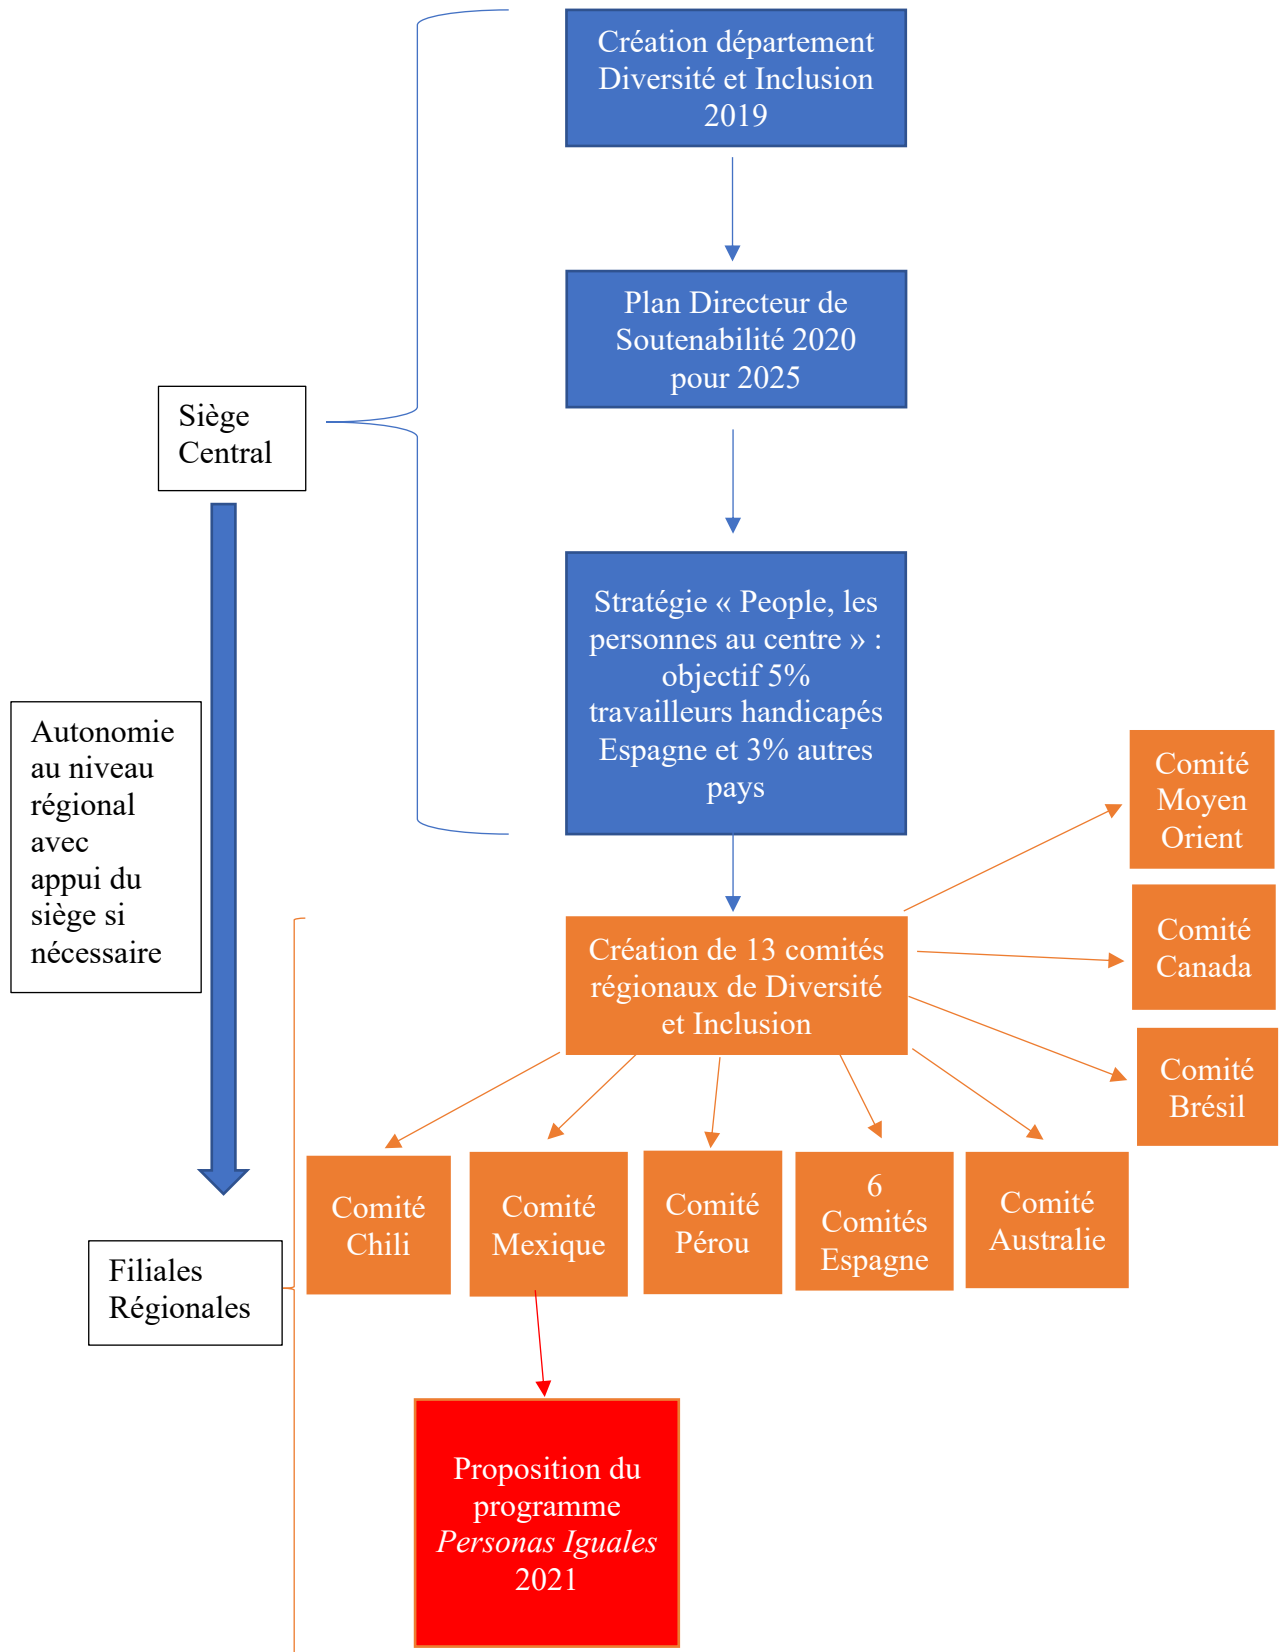 Création département
Diversité et Inclusion
2019
Plan Directeur de
Soutenabilité 2020
pour 2025
Siège
Central
Stratégie « People, les
personnes au centre » :
objectif 5%
travailleurs handicapés
Espagne et 3% autres
pays
Autonomie
au niveau
régional
avec
appui du
siège si
nécessaire
Comité
Moyen
Orient
Comité
Canada
Création de 13 comités
régionaux de Diversité
et Inclusion
Comité
Brésil
Comité
Chili
Comité
Mexique
Comité
Pérou
6
Comités
Espagne
Comité
Australie
Filiales
Régionales
Proposition du
programme
Personas Iguales
2021